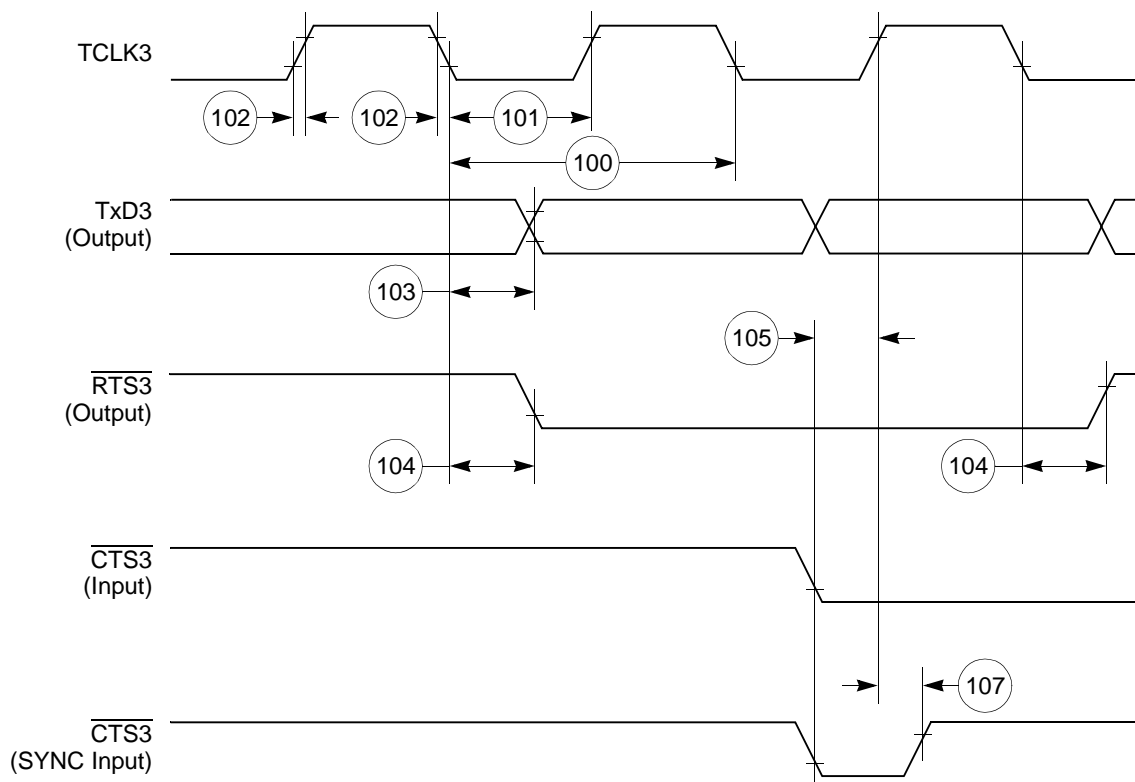 TCLK3
102
102
101
100
TxD3
(Output)
103
105
RTS3
(Output)
104
104
CTS3
(Input)
107
CTS3
(SYNC Input)